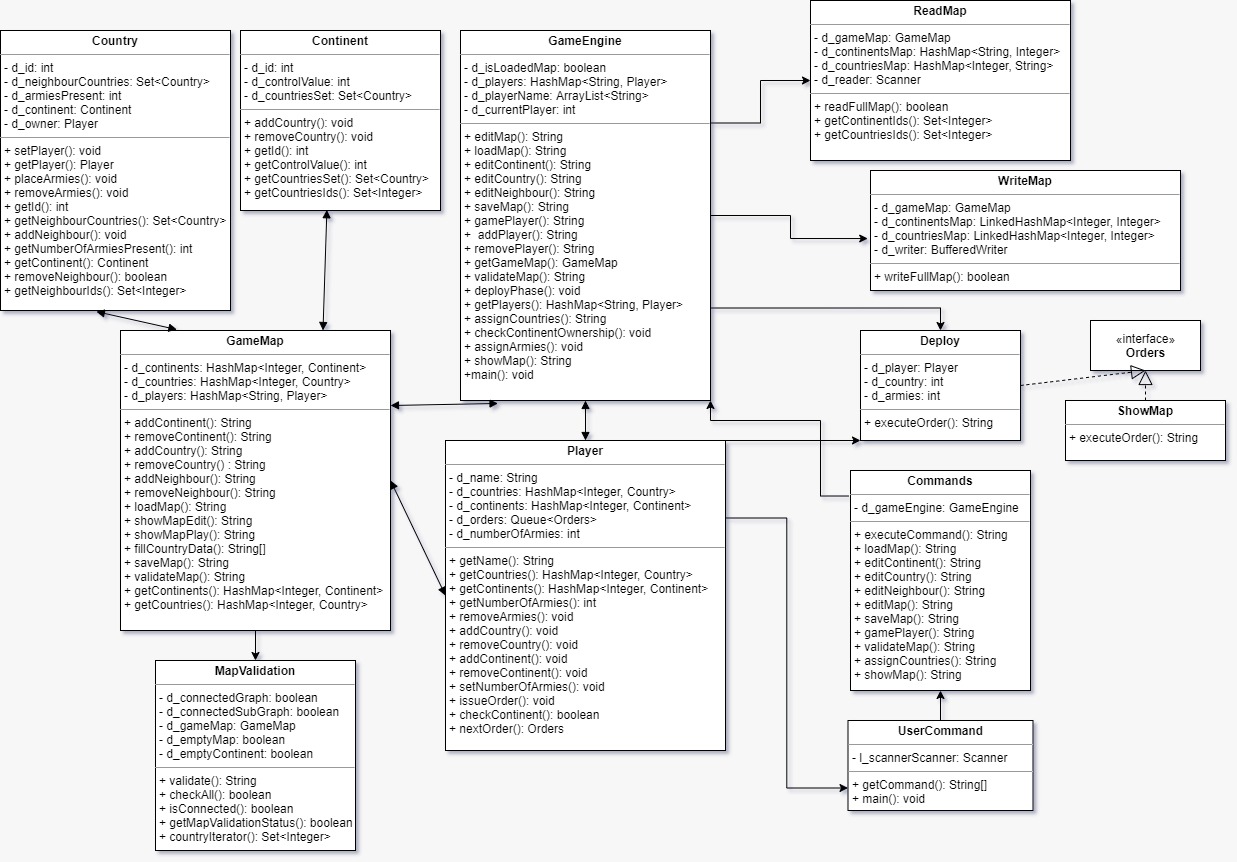 Country
- d_id: int
- d_neighbourCountries: Set<Country>
- d_armiesPresent: int
- d_continent: Continent
- d_owner: Player
+ setPlayer(): void
+ getPlayer(): Player
+ placeArmies(): void
+ removeArmies(): void
+ getId(): int
+ getNeighbourCountries(): Set<Country>
+ addNeighbour(): void
+ getNumberOfArmiesPresent(): int
+ getContinent(): Continent
+ removeNeighbour(): boolean
+ getNeighbourIds(): Set<Integer>
Continent
- d_id: int
- d_controlValue: int
- d_countriesSet: Set<Country>
+ addCountry(): void
+ removeCountry(): void
+ getId(): int
+ getControlValue(): int
+ getCountriesSet(): Set<Country>
+ getCountriesIds(): Set<Integer>
GameEngine
- d_isLoadedMap: boolean
- d_players: HashMap<String, Player>
- d_playerName: ArrayList<String>
- d_currentPlayer: int
+ editMap(): String
+ loadMap(): String
+ editContinent(): String
+ editCountry(): String
+ editNeighbour(): String
+ saveMap(): String
+ gamePlayer(): String
+ addPlayer(): String
+ removePlayer(): String
+ getGameMap(): GameMap
+ validateMap(): String
+ deployPhase(): void
+ getPlayers(): HashMap<String, Player>
+ assignCountries(): String
+ checkContinentOwnership(): void
+ assignArmies(): void
+ showMap(): String
+main(): void
ReadMap
- d_gameMap: GameMap
- d_continentsMap: HashMap<String, Integer>
- d_countriesMap: HashMap<Integer, String>
- d_reader: Scanner
+ readFullMap(): boolean
+ getContinentIds(): Set<Integer>
+ getCountriesIds(): Set<Integer>
WriteMap
- d_gameMap: GameMap
- d_continentsMap: LinkedHashMap<Integer, Integer>
- d_countriesMap: LinkedHashMap<Integer, Integer>
- d_writer: BufferedWriter
+ writeFullMap(): boolean
GameMap
- d_continents: HashMap<Integer, Continent>
- d_countries: HashMap<Integer, Country>
- d_players: HashMap<String, Player>
+ addContinent(): String
+ removeContinent(): String
+ addCountry(): String
+ removeCountry() : String
+ addNeighbour(): String
+ removeNeighbour(): String
+ loadMap(): String
+ showMapEdit(): String
+ showMapPlay(): String
+ fillCountryData(): String[]
+ saveMap(): String
+ validateMap(): String
+ getContinents(): HashMap<Integer, Continent>
+ getCountries(): HashMap<Integer, Country>
Deploy
- d_player: Player
- d_country: int
- d_armies: int
+ executeOrder(): String
«interface»
Orders
ShowMap
+ executeOrder(): String
Player
- d_name: String
- d_countries: HashMap<Integer, Country>
- d_continents: HashMap<Integer, Continent>
- d_orders: Queue<Orders>
- d_numberOfArmies: int
+ getName(): String
+ getCountries(): HashMap<Integer, Country>
+ getContinents(): HashMap<Integer, Continent>
+ getNumberOfArmies(): int
+ removeArmies(): void
+ addCountry(): void
+ removeCountry(): void
+ addContinent(): void
+ removeContinent(): void
+ setNumberOfArmies(): void
+ issueOrder(): void
+ checkContinent(): boolean
+ nextOrder(): Orders
Commands
- d_gameEngine: GameEngine
+ executeCommand(): String
+ loadMap(): String
+ editContinent(): String
+ editCountry(): String
+ editNeighbour(): String
+ editMap(): String
+ saveMap(): String
+ gamePlayer(): String
+ validateMap(): String
+ assignCountries(): String
+ showMap(): String
MapValidation
- d_connectedGraph: boolean
- d_connectedSubGraph: boolean
- d_gameMap: GameMap
- d_emptyMap: boolean
- d_emptyContinent: boolean
+ validate(): String
+ checkAll(): boolean
+ isConnected(): boolean
+ getMapValidationStatus(): boolean
+ countryIterator(): Set<Integer>
UserCommand
- l_scannerScanner: Scanner
+ getCommand(): String[]
+ main(): void